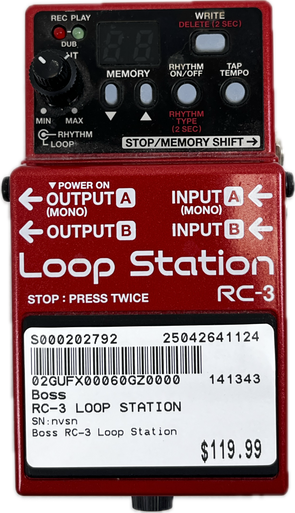 REC PLAY
DUB
WRITE
DELETE (2 SEC)
MEMORY
RHYTHM
ON/OFF
TAP
TEMPO
MIN MAX
RHYTHM
LOOP
RHYTHM
TYPE
(2 SEC)
STOP/MEMORY SHIFT
▼POWER ON
OUTPUT A
(MONO)
INPUT A
(MONO)
OUTPUT B
INPUT B
Loop Station
STOP : PRESS TWICE
RC-3
S000202792 25042641124
02GUFX00060GZ0000 141343
Boss
RC-3 LOOP STATION
SN:nvsn
Boss RC-3 Loop Station
$119.99